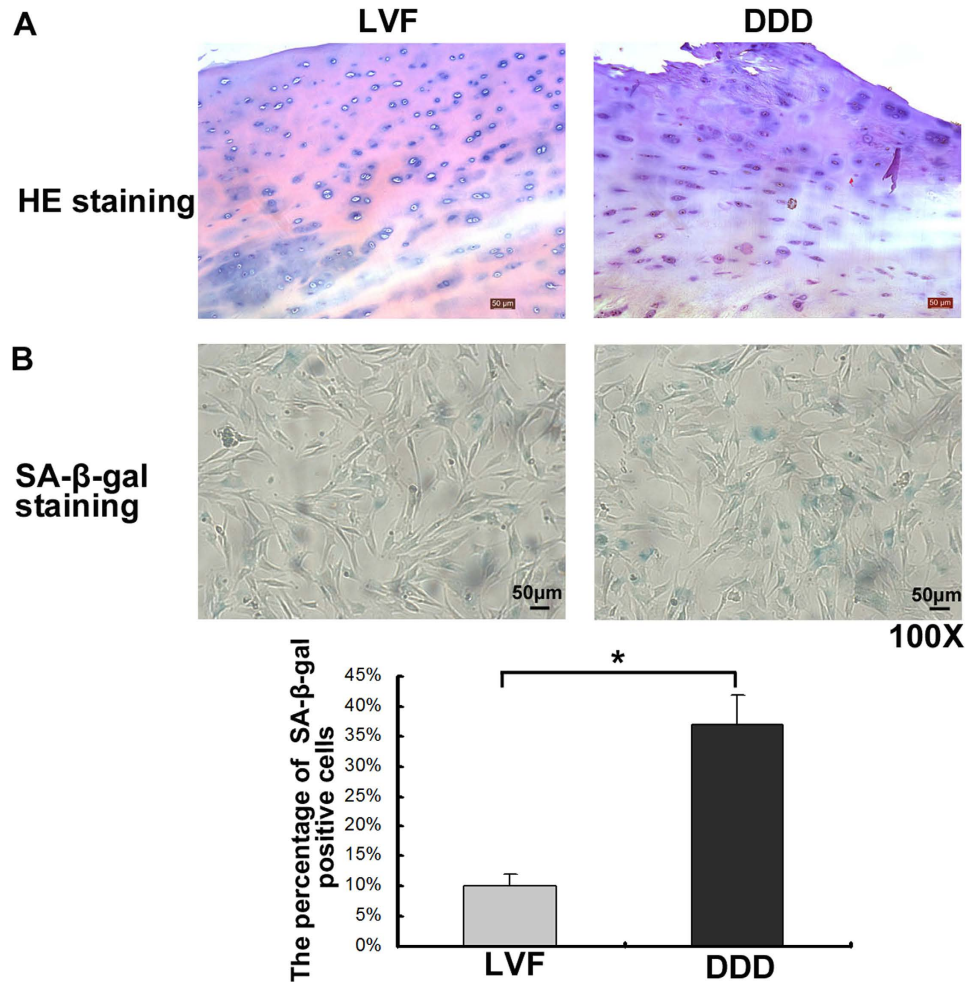 A
LVF
DDD
HE staining
50 µm
50 µm
B
SA-β-gal
staining
50µm
50µm
100X
The percentage of SA-β-gal
positive cells
45%
40%
35%
30%
25%
20%
15%
10%
5%
0%
*
LVF
DDD